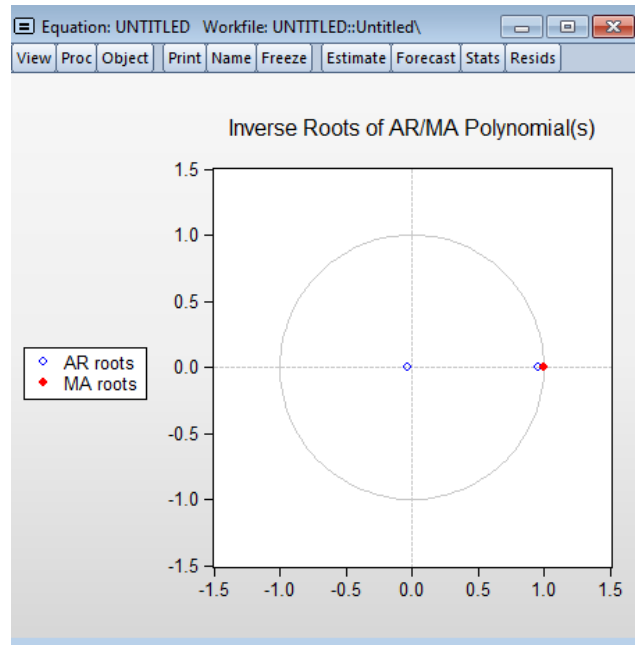 Equation: UNTITLED Workfile: UNTITLED::Untitled\
View Proc Object Print Name Freeze Estimate Forecast Stats Resids
Inverse Roots of AR/MA Polynomial(s)
1.5
1.0
0.5
0.0
-0.5
-1.0
-1.5
AR roots
MA roots
-1.5 -1.0 -0.5 0.0 0.5 1.0 1.5